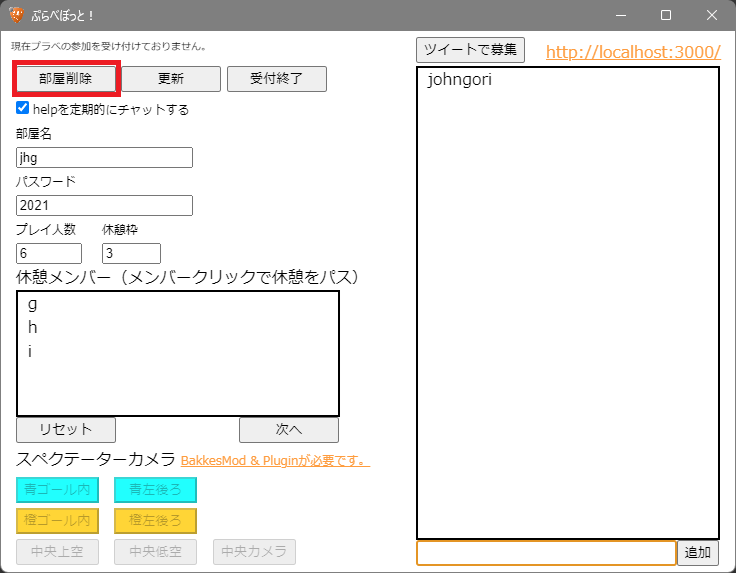 ぷらべぼっと！
現在プラベの参加を受け付けておりません。
部屋削除 更新 受付終了
helpを定期的にチャットする
部屋名
jhg
パスワード
2021
プレイ人数 休憩枠
6 3
休憩メンバー（メンバークリックで休憩をパス）
g
h
i
リセット 次へ
スペクテーターカメラ BakkesMod & Pluginが必要です。
青ゴール内 青左後ろ
橙ゴール内 橙左後ろ
中央上空 中央低空 中央カメラ
ツイートで募集 http://localhost:3000/
johngori
追加